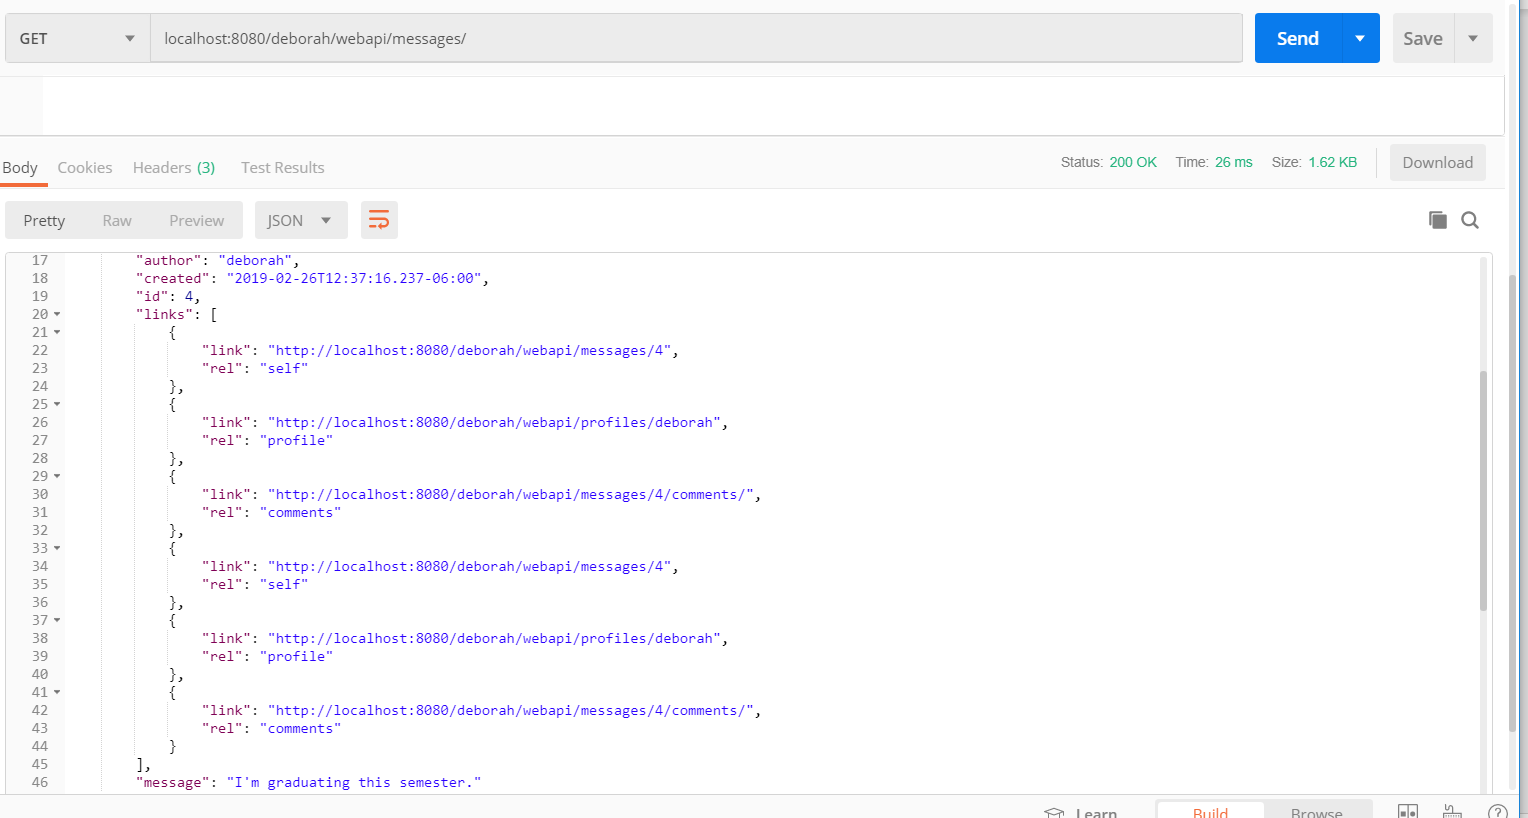 GET localhost:8080/deborah/webapi/messages/ Send Save
Body Cookies Headers (3) Test Results Status: 200 OK Time: 26 ms Size: 1.62 KB Download
Pretty Raw Preview JSON
17 "author": "deborah",
18 "created": "2019-02-26T12:37:16.237-06:00",
19 "id": 4,
20 "links": [
21 {
22 "link": "http://localhost:8080/deborah/webapi/messages/4",
23 "rel": "self"
24 },
25 {
26 "link": "http://localhost:8080/deborah/webapi/profiles/deborah",
27 "rel": "profile"
28 },
29 {
30 "link": "http://localhost:8080/deborah/webapi/messages/4/comments/",
31 "rel": "comments"
32 },
33 {
34 "link": "http://localhost:8080/deborah/webapi/messages/4",
35 "rel": "self"
36 },
37 {
38 "link": "http://localhost:8080/deborah/webapi/profiles/deborah",
39 "rel": "profile"
40 },
41 {
42 "link": "http://localhost:8080/deborah/webapi/messages/4/comments/",
43 "rel": "comments"
44 }
45 ],
46 "message": "I'm graduating this semester."
Learn Build Browse